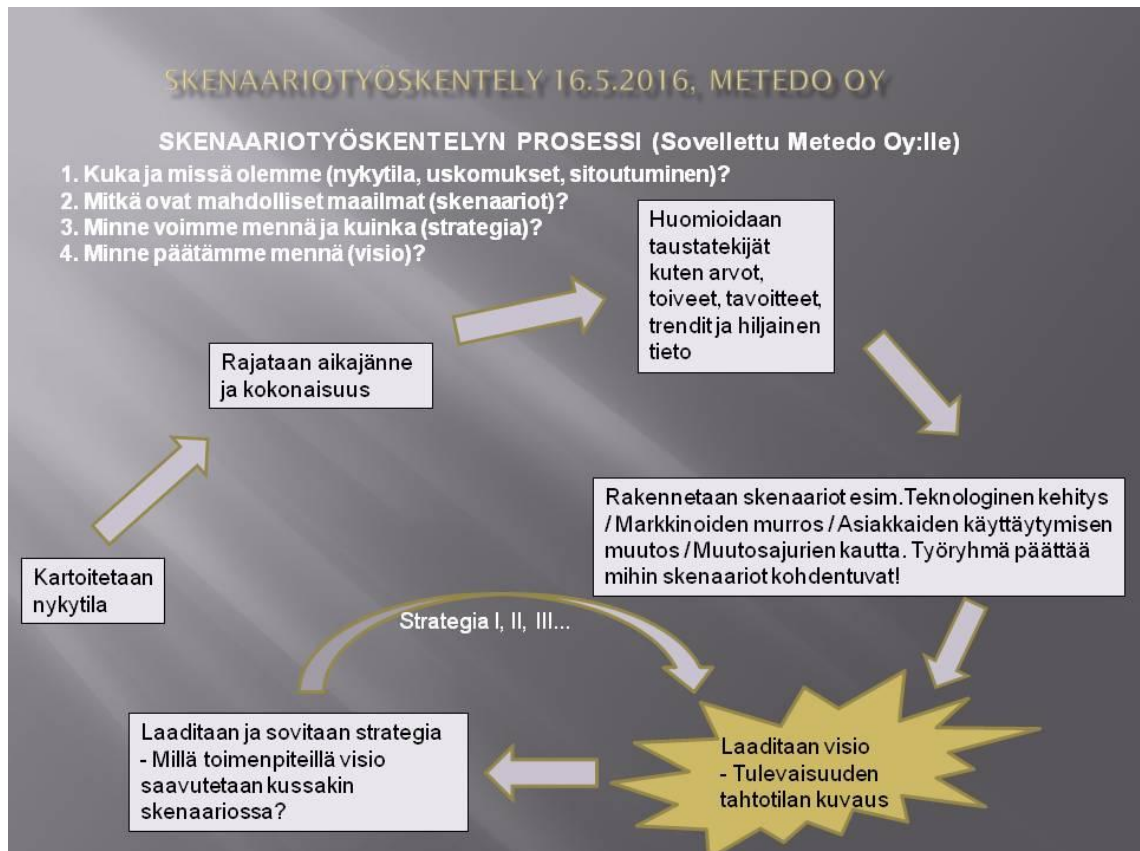 SKENAARIOTYÖSKENTELY 16.5.2016, METEDO OY
SKENAARIOTYÖSKENTELYN PROSESSI (Sovellettu Metedo Oy:lle)
1. Kuka ja missä olemme (nykytila, uskomukset, sitoutuminen)?
2. Mitkä ovat mahdolliset maailmat (skenaariot)?
3. Minne voimme mennä ja kuinka (strategia)?
4. Minne päätämme mennä (visio)?
Huomioidaan
taustatekijät
kuten arvot,
toiveet, tavoitteet,
trendit ja hiljainen
tieto
Rajataan aikajänne
ja kokonaisuus
Rakennetaan skenaariot esim.Teknologinen kehitys
/ Markkinoiden murros / Asiakkaiden käyttäytymisen
muutos / Muutosajurien kautta. Työryhmä päättää
mihin skenaariot kohdentuvat!
Kartoitetaan
nykytila
Strategia I, II, III...
Laaditaan ja sovitaan strategia
- Millä toimenpiteillä visio
saavutetaan kussakin
skenaariossa?
Laaditaan visio
- Tulevaisuuden
tahtotilan kuvaus